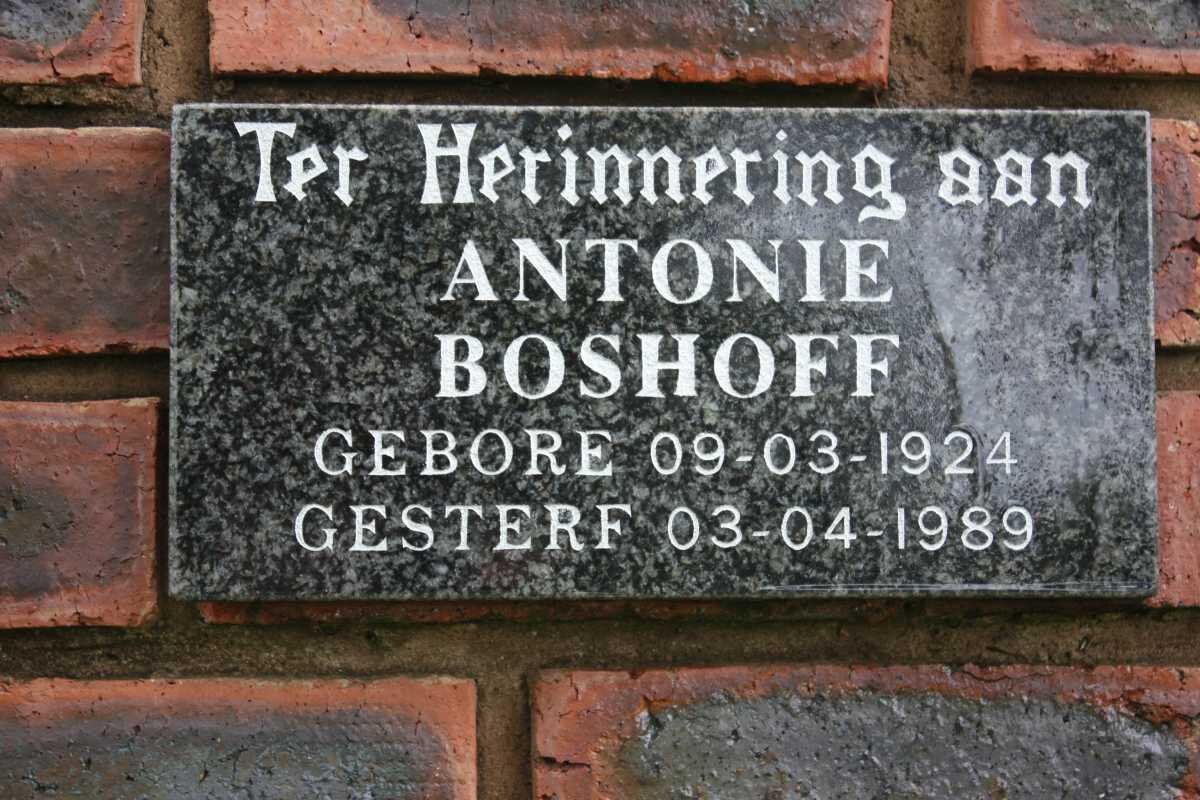 Ter Herinnering aan
ANTONIE
BOSHOFF
GEBORE 09-03-1924
GESTERF 03-04-1989